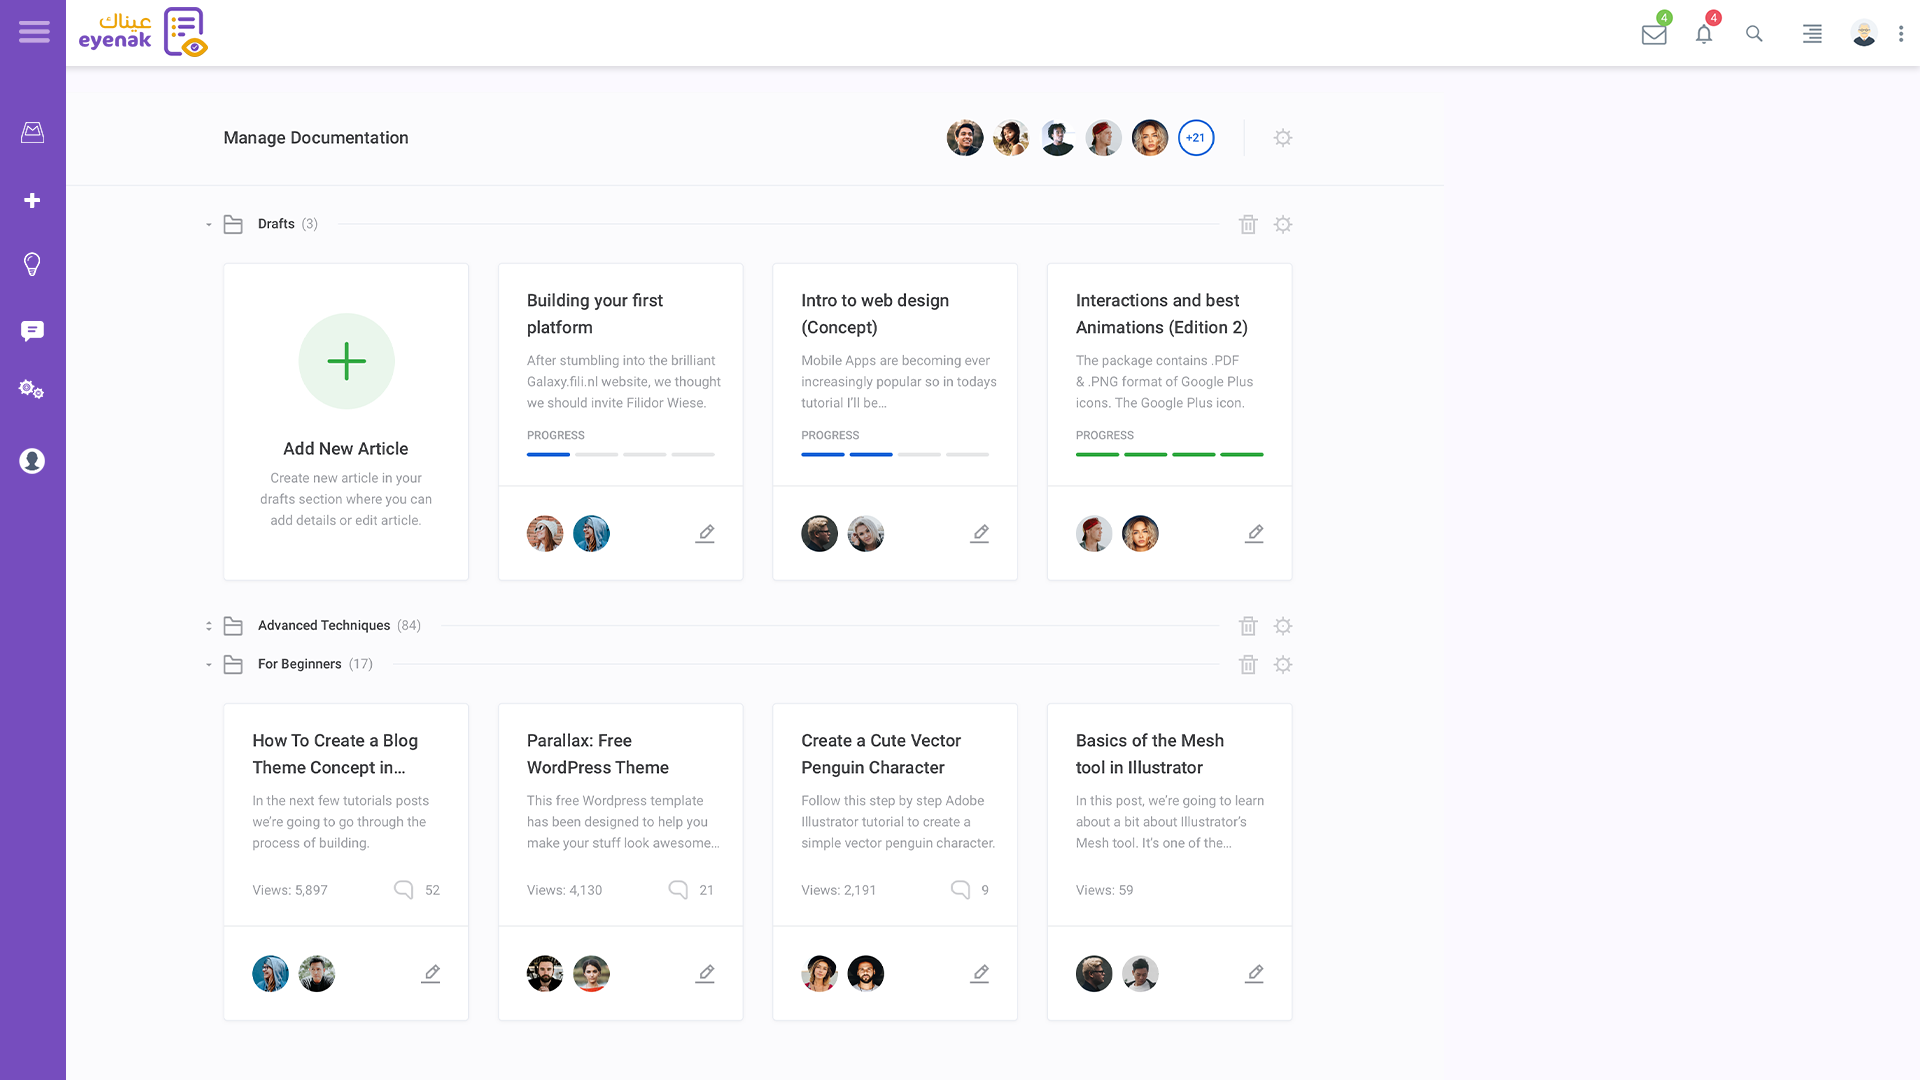 عيناك
eyenak
4
4
Manage Documentation
+21
Drafts (3)
Add New Article
Create new article in your
drafts section where you can
add details or edit article.
Building your first
platform
After stumbling into the brilliant
Galaxy.fili.nl website, we thought
we should invite Filidor Wiese.
PROGRESS
Intro to web design
(Concept)
Mobile Apps are becoming ever
increasingly popular so in todays
tutorial I'll be...
PROGRESS
Interactions and best
Animations (Edition 2)
The package contains .PDF
& .PNG format of Google Plus
icons. The Google Plus icon.
PROGRESS
Advanced Techniques (84)
For Beginners (17)
How To Create a Blog
Theme Concept in...
In the next few tutorials posts
we're going to go through the
process of building.
Views: 5,897 52
Parallax: Free
WordPress Theme
This free Wordpress template
has been designed to help you
make your stuff look awesome...
Views: 4,130 21
Create a Cute Vector
Penguin Character
Follow this step by step Adobe
Illustrator tutorial to create a
simple vector penguin character.
Views: 2,191 9
Basics of the Mesh
tool in Illustrator
In this post, we're going to learn
about a bit about Illustrator's
Mesh tool. It's one of the...
Views: 59